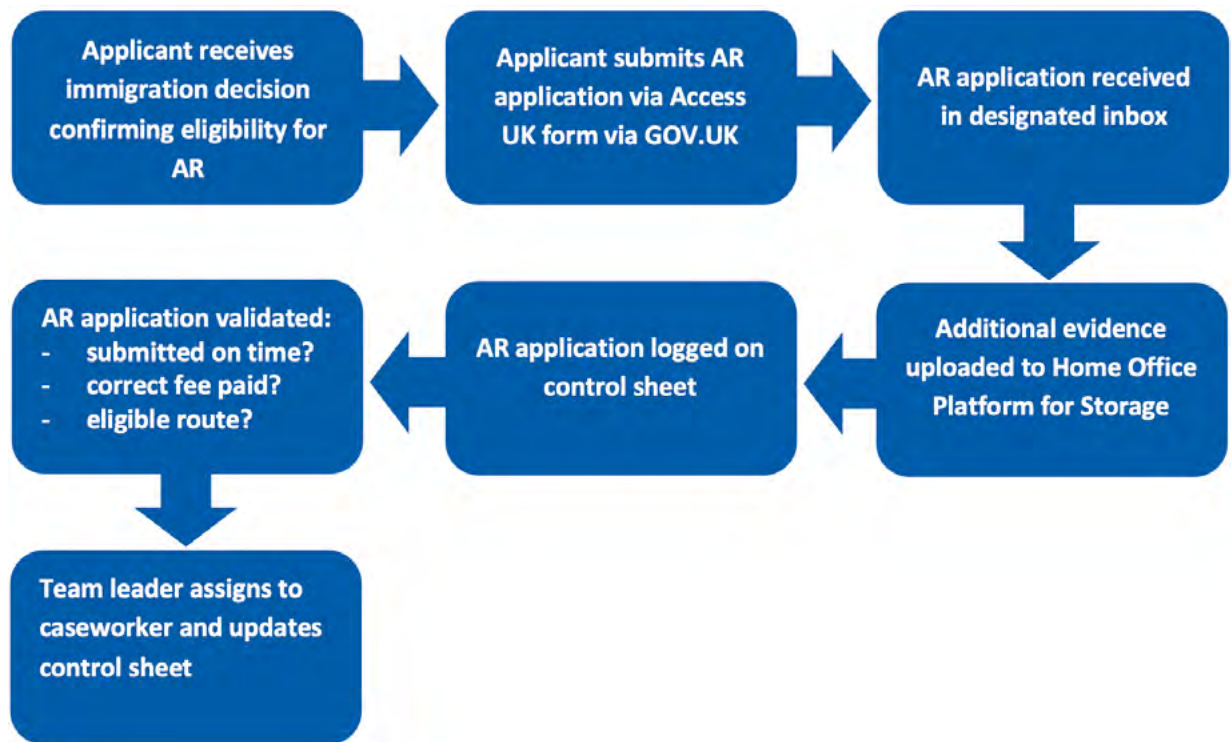 Applicant receives
immigration decision
confirming eligibility for
AR
Applicant submits AR
application via Access
UK form via GOV.UK
AR application received
in designated inbox
Additional evidence
uploaded to Home Office
Platform for Storage
AR application logged on
control sheet
AR application validated:
- submitted on time?
- correct fee paid?
- eligible route?
Team leader assigns to
caseworker and updates
control sheet